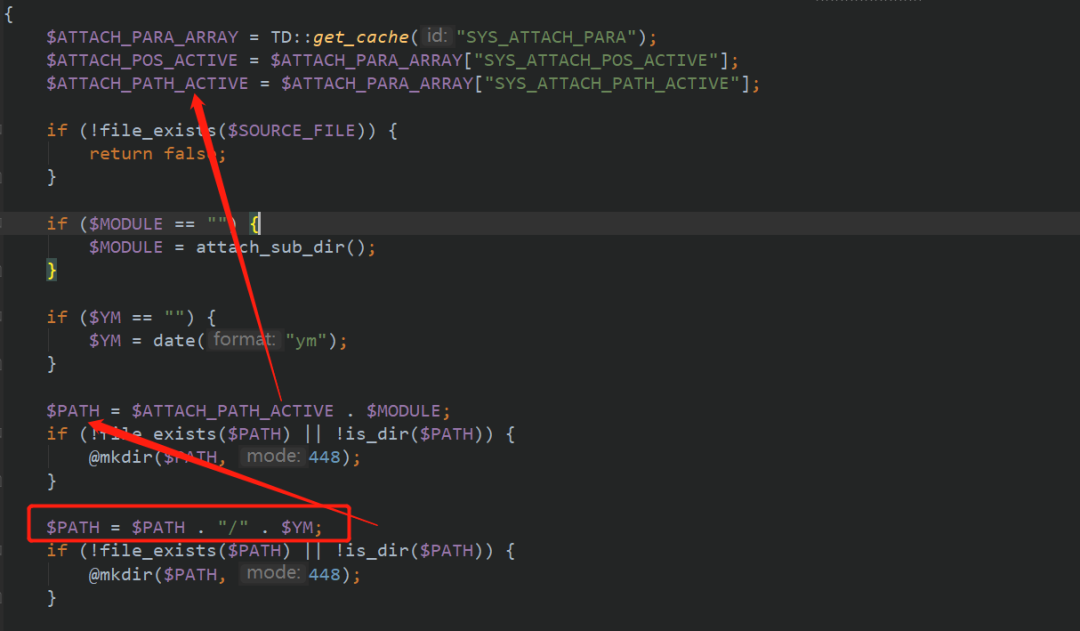 {
$ATTACH_PARA_ARRAY = TD::get_cache( id: "SYS_ATTACH_PARA");
$ATTACH_POS_ACTIVE = $ATTACH_PARA_ARRAY["SYS_ATTACH_POS_ACTIVE"];
$ATTACH_PATH_ACTIVE = $ATTACH_PARA_ARRAY["SYS_ATTACH_PATH_ACTIVE"];
if (!file_exists($SOURCE_FILE)) {
return false;
}
if ($MODULE == "") {
$MODULE = attach_sub_dir();
}
if ($YM == "") {
$YM = date( format: "ym");
}
$PATH = $ATTACH_PATH_ACTIVE . $MODULE;
if (!file_exists($PATH) || !is_dir($PATH)) {
@mkdir($PATH, mode: 448);
}
$PATH = $PATH . "/" . $YM;
if (!file_exists($PATH) || !is_dir($PATH)) {
@mkdir($PATH, mode: 448);
}